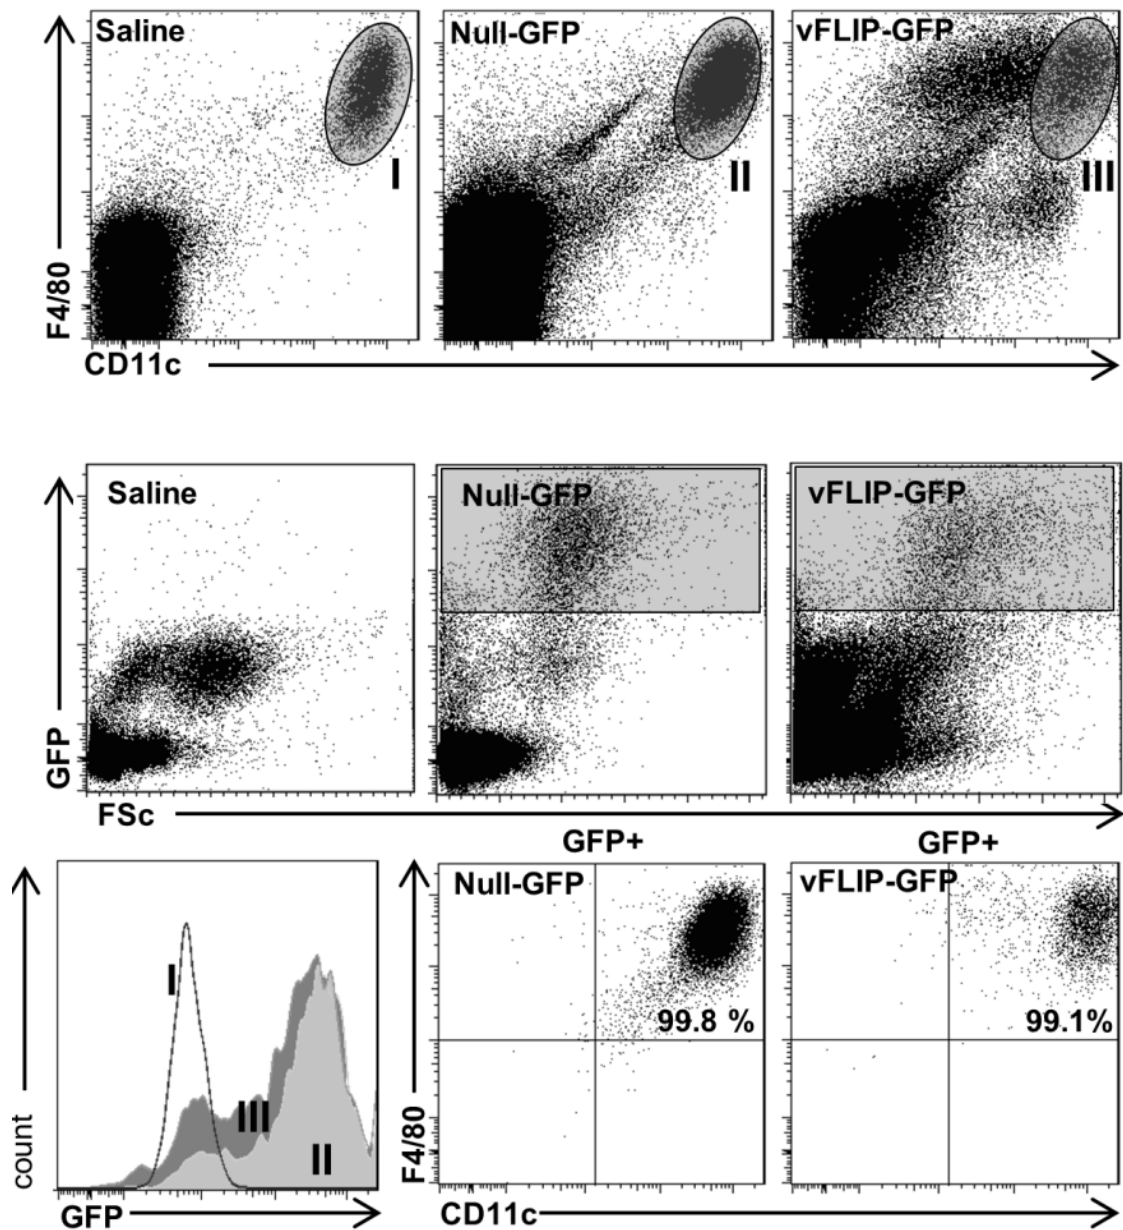 Saline
Null-GFP
vFLIP-GFP
I
II
III
F4/80
CD11c
Saline
Null-GFP
vFLIP-GFP
GFP
FSc
GFP+
GFP+
I
III
II
count
GFP
Null-GFP
vFLIP-GFP
99.8 %
99.1%
F4/80
CD11c